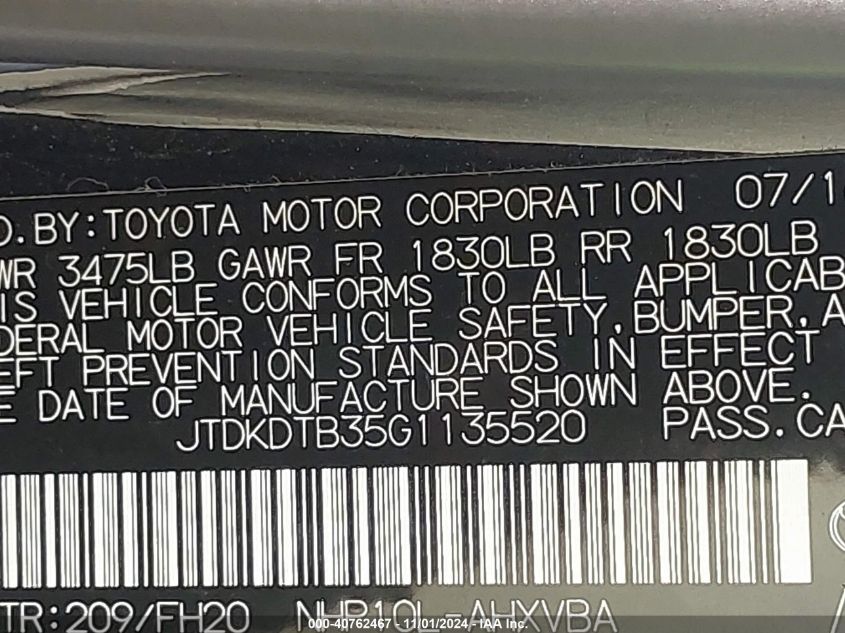 D. BY: TOYOTA MOTOR CORPORATION 07/1
WR 3475LB GAWR FR 1830LB RR 1830LB
IS VEHICLE CONFORMS TO ALL APPLICAB
DERAL MOTOR VEHICLE SAFETY, BUMPER, A
EFT PREVENTION STANDARDS IN EFFECT
E DATE OF MANUFACTURE SHOWN ABOVE.
JTDKDTB35G1135520 PASS. CA
TR: 209/FH20 NHP10L-AHXVBA
© 40762467 - 11/01/2024 - IAA Inc.